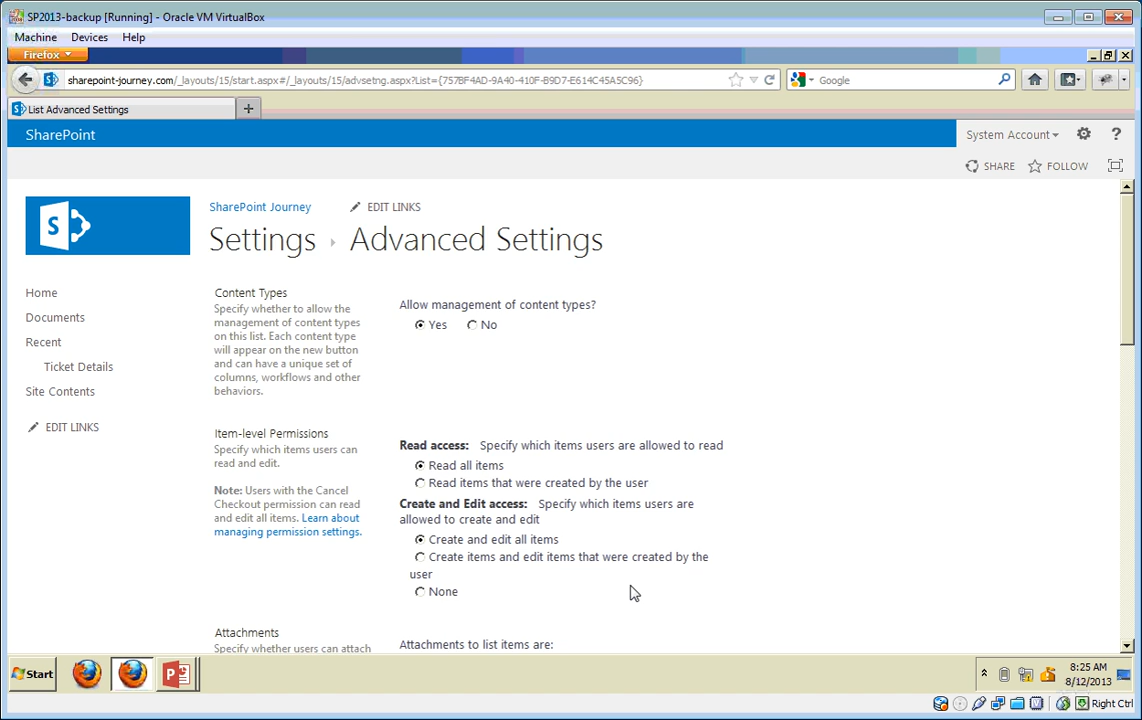 SP2013-backup [Running] - Oracle VM VirtualBox
Machine Devices Help
Firefox
sharepoint-journey.com/_layouts/15/start.aspx#/_layouts/15/advsetng.aspx?List={757BF4AD-9A40-410F-B9D7-E614C45A5C96}
Google
List Advanced Settings
SharePoint
System Account
SHARE
FOLLOW
SharePoint Journey
EDIT LINKS
Settings Advanced Settings
Home
Documents
Recent
Ticket Details
Site Contents
EDIT LINKS
Content Types
Specify whether to allow the
management of content types
on this list. Each content type
will appear on the new button
and can have a unique set of
columns, workflows and other
behaviors.
Allow management of content types?
Yes No
Item-level Permissions
Specify which items users can
read and edit.
Note: Users with the Cancel
Checkout permission can read
and edit all items. Learn about
managing permission settings.
Read access: Specify which items users are allowed to read
Read all items
Read items that were created by the user
Create and Edit access: Specify which items users are
allowed to create and edit
Create and edit all items
Create items and edit items that were created by the
user
None
Attachments
Specify whether users can attach
Attachments to list items are:
Start
8:25 AM
8/12/2013
Right Ctrl